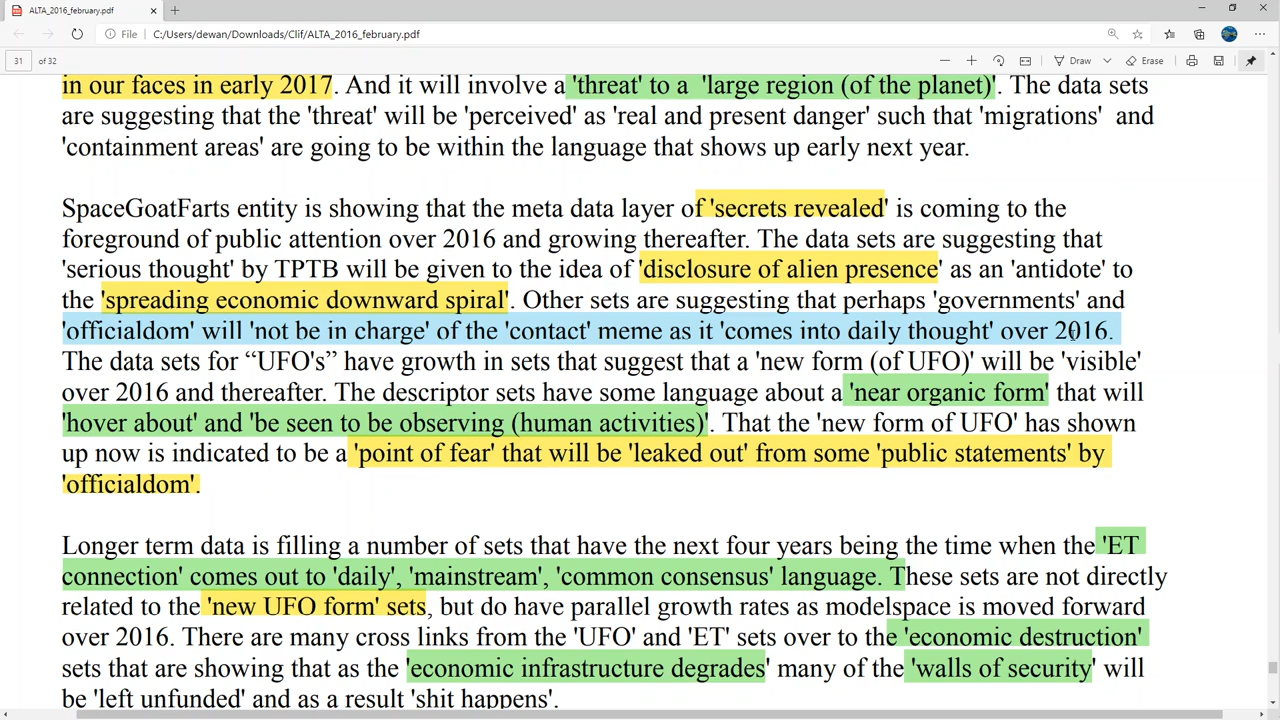 ALTA_2016_february.pdf
File C:/Users/dewan/Downloads/Clif/ALTA_2016_february.pdf
31 of 32
Draw
Erase
in our faces in early 2017. And it will involve a 'threat' to a 'large region (of the planet)'. The data sets
are suggesting that the 'threat' will be 'perceived' as 'real and present danger' such that 'migrations' and
'containment areas' are going to be within the language that shows up early next year.
SpaceGoatFarts entity is showing that the meta data layer of 'secrets revealed' is coming to the
foreground of public attention over 2016 and growing thereafter. The data sets are suggesting that
'serious thought' by TPTB will be given to the idea of 'disclosure of alien presence' as an 'antidote' to
the 'spreading economic downward spiral'. Other sets are suggesting that perhaps 'governments' and
'officialdom' will 'not be in charge' of the 'contact' meme as it 'comes into daily thought' over 2016.
The data sets for “UFO's” have growth in sets that suggest that a 'new form (of UFO)' will be 'visible'
over 2016 and thereafter. The descriptor sets have some language about a 'near organic form' that will
'hover about' and 'be seen to be observing (human activities)'. That the 'new form of UFO' has shown
up now is indicated to be a 'point of fear' that will be 'leaked out' from some 'public statements' by
'officialdom'.
Longer term data is filling a number of sets that have the next four years being the time when the 'ET
connection' comes out to 'daily', 'mainstream', 'common consensus' language. These sets are not directly
related to the 'new UFO form' sets, but do have parallel growth rates as modelspace is moved forward
over 2016. There are many cross links from the 'UFO' and 'ET' sets over to the 'economic destruction'
sets that are showing that as the 'economic infrastructure degrades' many of the 'walls of security' will
be 'left unfunded' and as a result 'shit happens'.